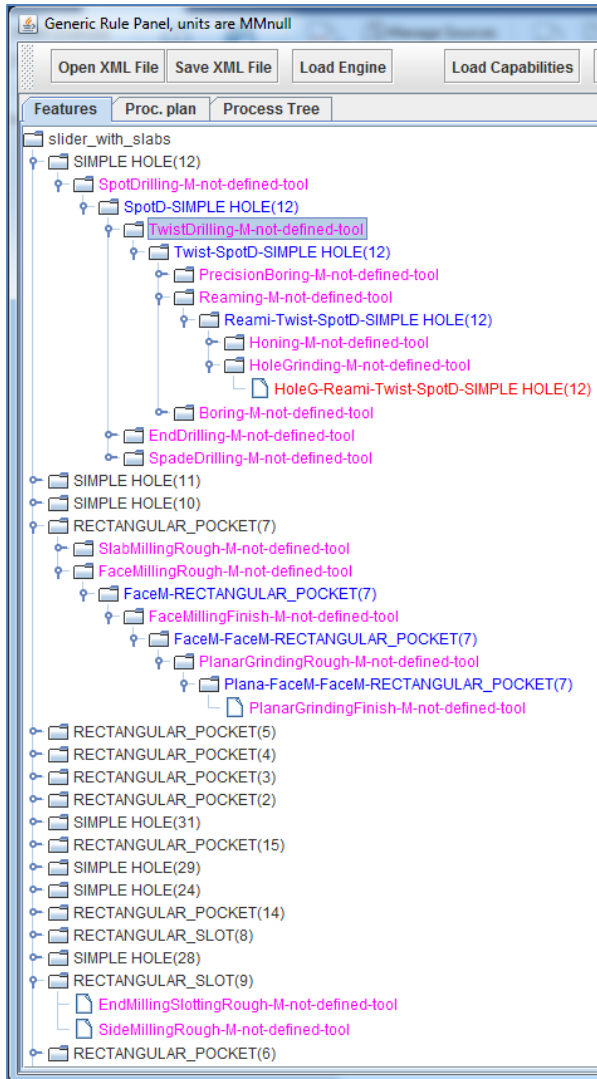 Generic Rule Panel, units are MMnull
Open XML File Save XML File Load Engine Load Capabilities
Features Proc. plan Process Tree
slider_with_slabs
SIMPLE HOLE(12)
SpotDrilling-M-not-defined-tool
SpotD-SIMPLE HOLE(12)
TwistDrilling-M-not-defined-tool
Twist-SpotD-SIMPLE HOLE(12)
PrecisionBoring-M-not-defined-tool
Reaming-M-not-defined-tool
Reami-Twist-SpotD-SIMPLE HOLE(12)
Honing-M-not-defined-tool
HoleGrinding-M-not-defined-tool
HoleG-Reami-Twist-SpotD-SIMPLE HOLE(12)
Boring-M-not-defined-tool
EndDrilling-M-not-defined-tool
SpadeDrilling-M-not-defined-tool
SIMPLE HOLE(11)
SIMPLE HOLE(10)
RECTANGULAR_POCKET(7)
SlabMillingRough-M-not-defined-tool
FaceMillingRough-M-not-defined-tool
FaceM-RECTANGULAR_POCKET(7)
FaceMillingFinish-M-not-defined-tool
FaceM-FaceM-RECTANGULAR_POCKET(7)
PlanarGrindingRough-M-not-defined-tool
Plana-FaceM-FaceM-RECTANGULAR_POCKET(7)
PlanarGrindingFinish-M-not-defined-tool
RECTANGULAR_POCKET(5)
RECTANGULAR_POCKET(4)
RECTANGULAR_POCKET(3)
RECTANGULAR_POCKET(2)
SIMPLE HOLE(31)
RECTANGULAR_POCKET(15)
SIMPLE HOLE(29)
SIMPLE HOLE(24)
RECTANGULAR_POCKET(14)
RECTANGULAR_SLOT(8)
SIMPLE HOLE(28)
RECTANGULAR_SLOT(9)
EndMillingSlottingRough-M-not-defined-tool
SideMillingRough-M-not-defined-tool
RECTANGULAR_POCKET(6)